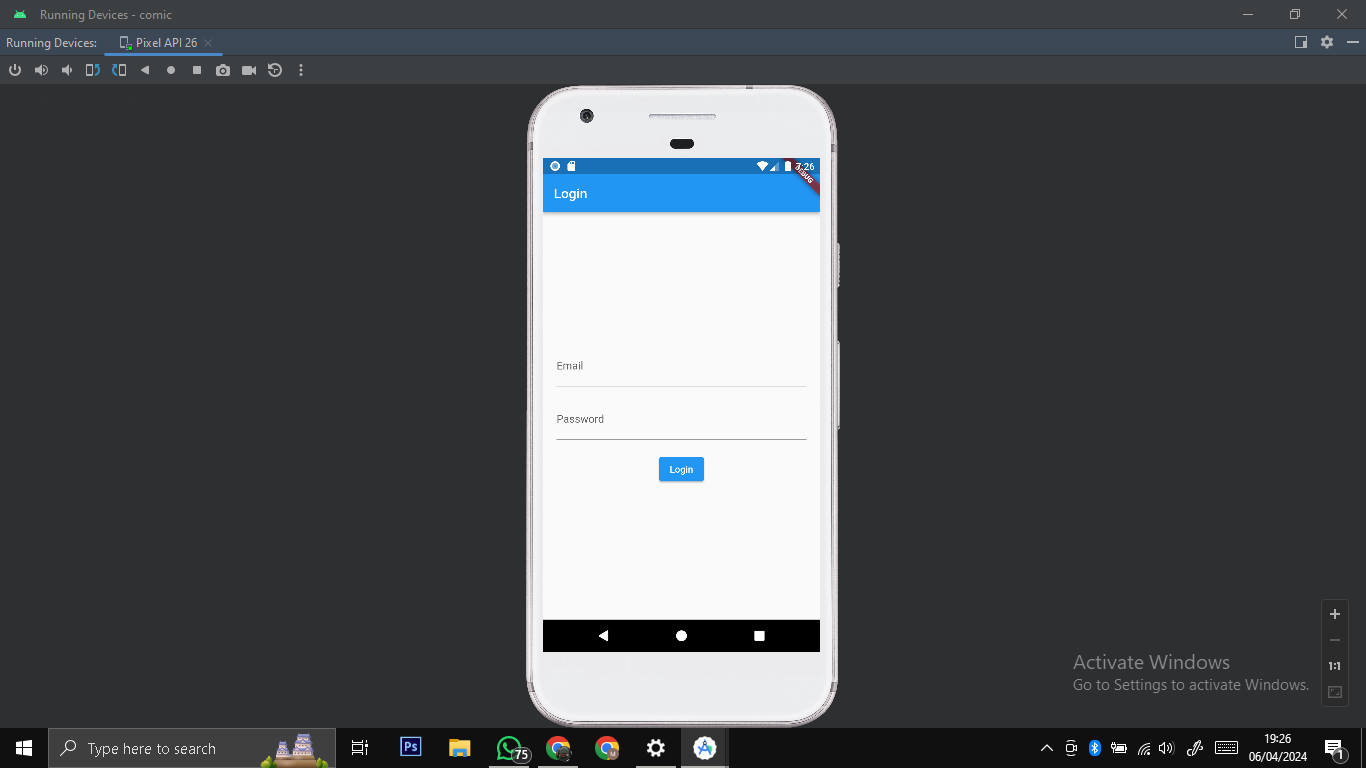 Running Devices - comic
Running Devices:
Pixel API 26
7:26
DEBUG
Login
Email
Password
Login
1:1
Activate Windows
Go to Settings to activate Windows.
Type here to search
Ps
75
M
19:26
06/04/2024
1